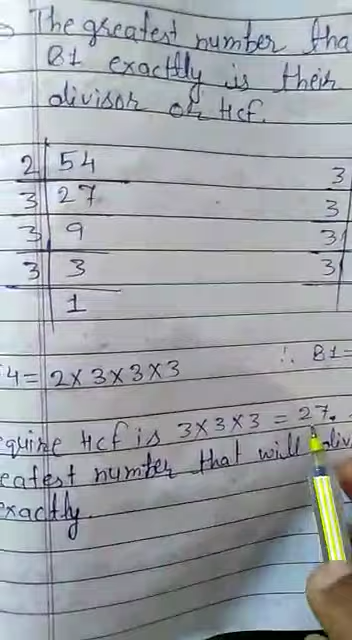 The greatest number tha
81 exactly is their
divisor or Hcf.
2 54 3
3 27 3
3 9 3
3 3 3
1
4 = 2×3×3×3 ∴ 81=
equire Hcf is 3×3×3 = 27.
eatest number that will div
exactly